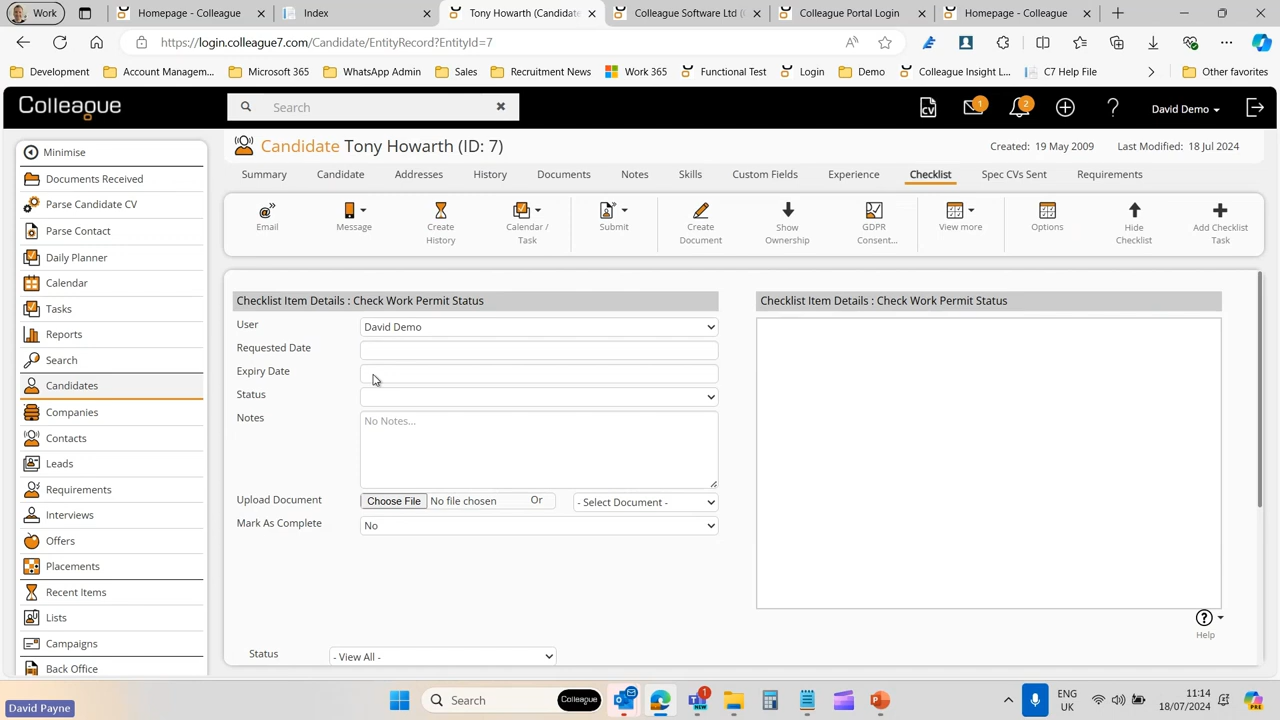 Work
Homepage - Colleague
Index
Tony Howarth (Candidate
Colleague Software Ltd (
Colleague Portal Login
Homepage - Colleague
https://login.colleague7.com/Candidate/EntityRecord?EntityId=7
Development
Account Managem...
Microsoft 365
WhatsApp Admin
Sales
Recruitment News
Work 365
Functional Test
Login
Demo
Colleague Insight L...
C7 Help File
Other favorites
Colleague
Search
1
2
David Demo
CV
Minimise
Documents Received
Parse Candidate CV
Parse Contact
Daily Planner
Calendar
Tasks
Reports
Search
Candidates
Companies
Contacts
Leads
Requirements
Interviews
Offers
Placements
Recent Items
Lists
Campaigns
Back Office
Candidate Tony Howarth (ID: 7)
Created: 19 May 2009
Last Modified: 18 Jul 2024
Summary
Candidate
Addresses
History
Documents
Notes
Skills
Custom Fields
Experience
Checklist
Spec CVs Sent
Requirements
Email
Message
Create
History
Calendar /
Task
Submit
Create
Document
Show
Ownership
GDPR
Consent...
View more
Options
Hide
Checklist
Add Checklist
Task
Checklist Item Details : Check Work Permit Status
User
David Demo
Requested Date
Expiry Date
Status
Notes
No Notes...
Upload Document
Choose File
No file chosen
Or
- Select Document -
Mark As Complete
No
Checklist Item Details : Check Work Permit Status
Help
Status
- View All -
David Payne
Search
Colleague
1
NEW
ENG
UK
11:14
18/07/2024
PRE